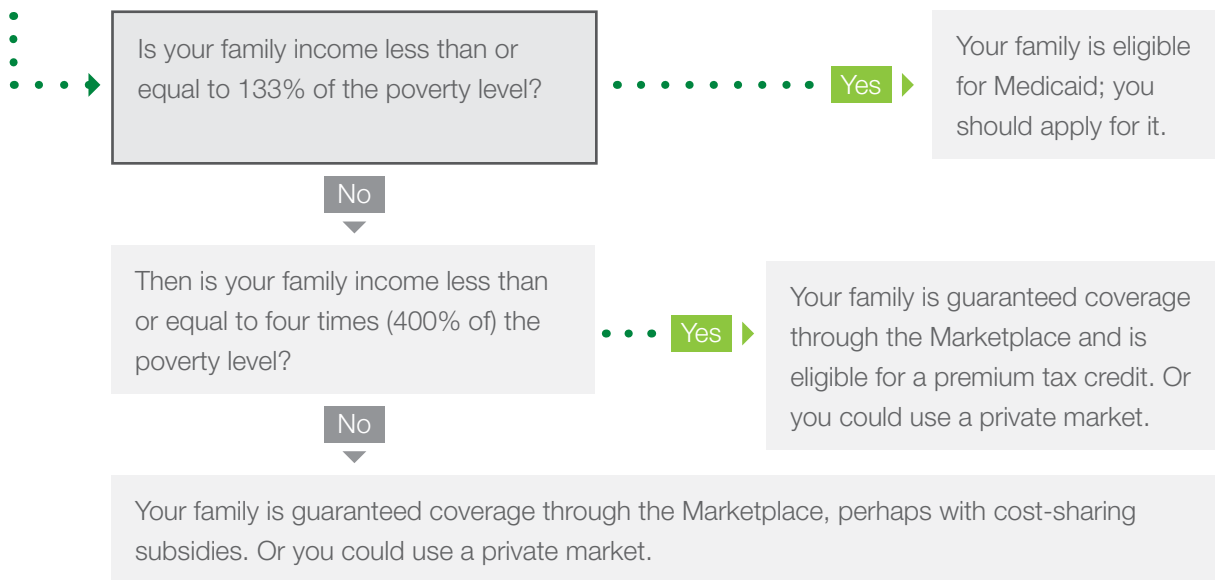 Is your family income less than or
equal to 133% of the poverty level?
Yes
Your family is eligible
for Medicaid; you
should apply for it.
No
Then is your family income less than
or equal to four times (400% of) the
poverty level?
Yes
Your family is guaranteed coverage
through the Marketplace and is
eligible for a premium tax credit. Or
you could use a private market.
No
Your family is guaranteed coverage through the Marketplace, perhaps with cost-sharing
subsidies. Or you could use a private market.